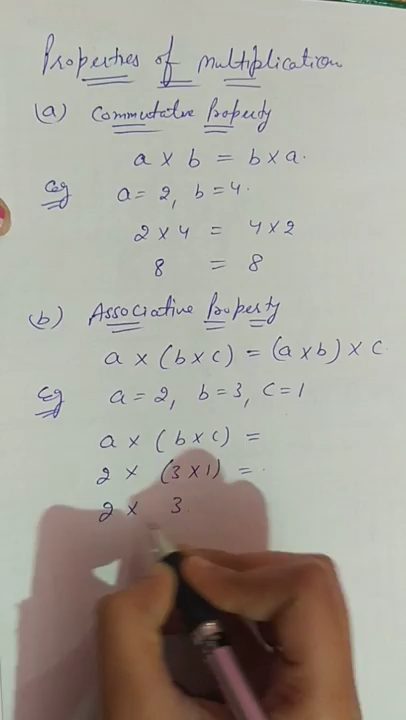 Properties of multiplication
(a) Commutative Property
a × b = b × a.
Eg a = 2, b = 4.
2 × 4 = 4 × 2
8 = 8
(b) Associative Property
a × (b × c) = (a × b) × c
Eg a = 2, b = 3, c = 1
a × (b × c) =
2 × (3 × 1) =
2 × 3